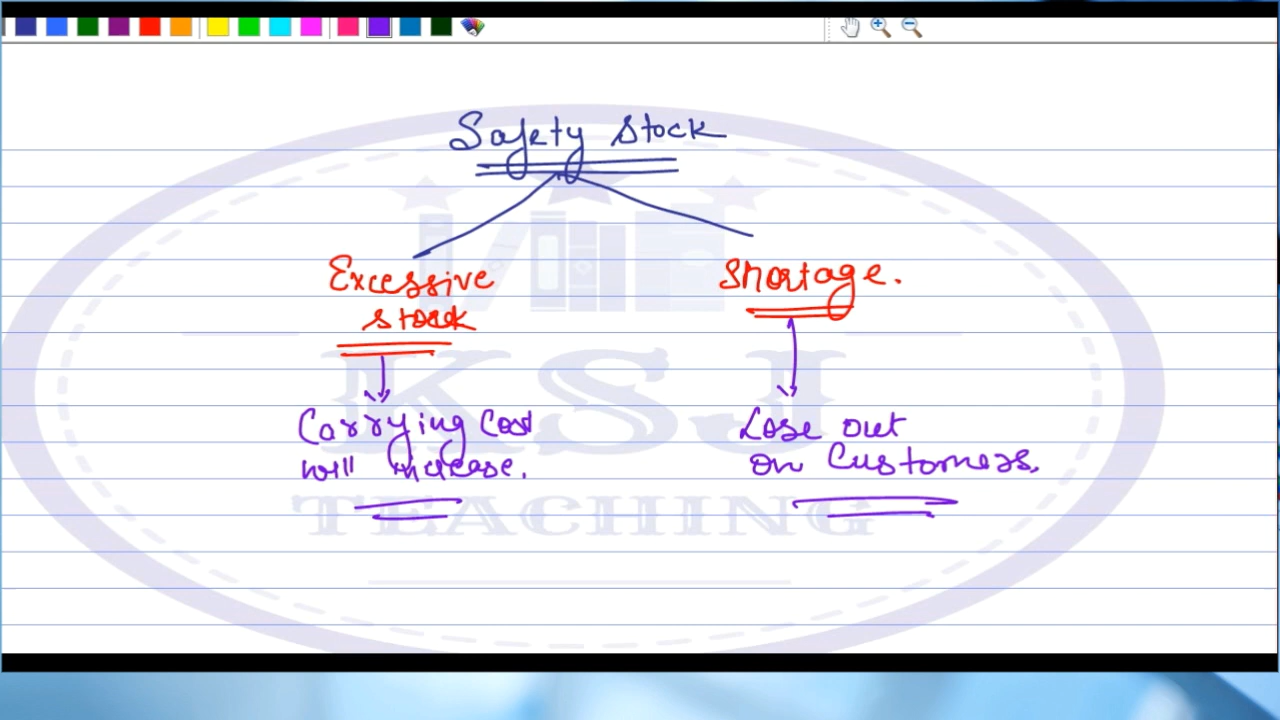 Safety Stock
Excessive
stock
Shortage.
Carrying Cost
will increase.
Lose out
on Customers.
KSJ
TEACHING